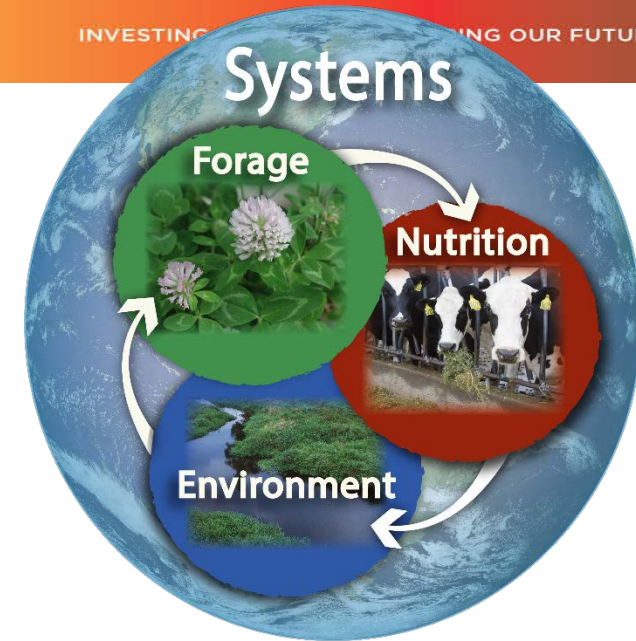 INVESTING ING OUR FUTU
Systems
Forage
Nutrition
Environment